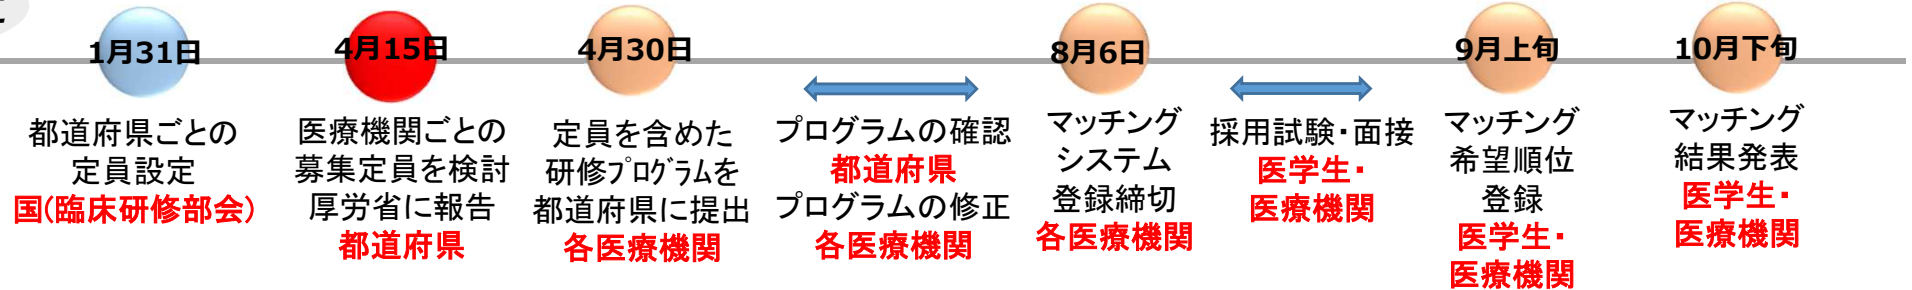 1月31日
都道府県ごとの
定員設定
国(臨床研修部会)
4月15日
医療機関ごとの
募集定員を検討
厚労省に報告
都道府県
4月30日
定員を含めた
研修ﾌﾟﾛｸﾞﾗﾑを
都道府県に提出
各医療機関
プログラムの確認
都道府県
プログラムの修正
各医療機関
8月6日
マッチング
システム
登録締切
各医療機関
採用試験・面接
医学生・
医療機関
9月上旬
マッチング
希望順位
登録
医学生・
医療機関
10月下旬
マッチング
結果発表
医学生・
医療機関